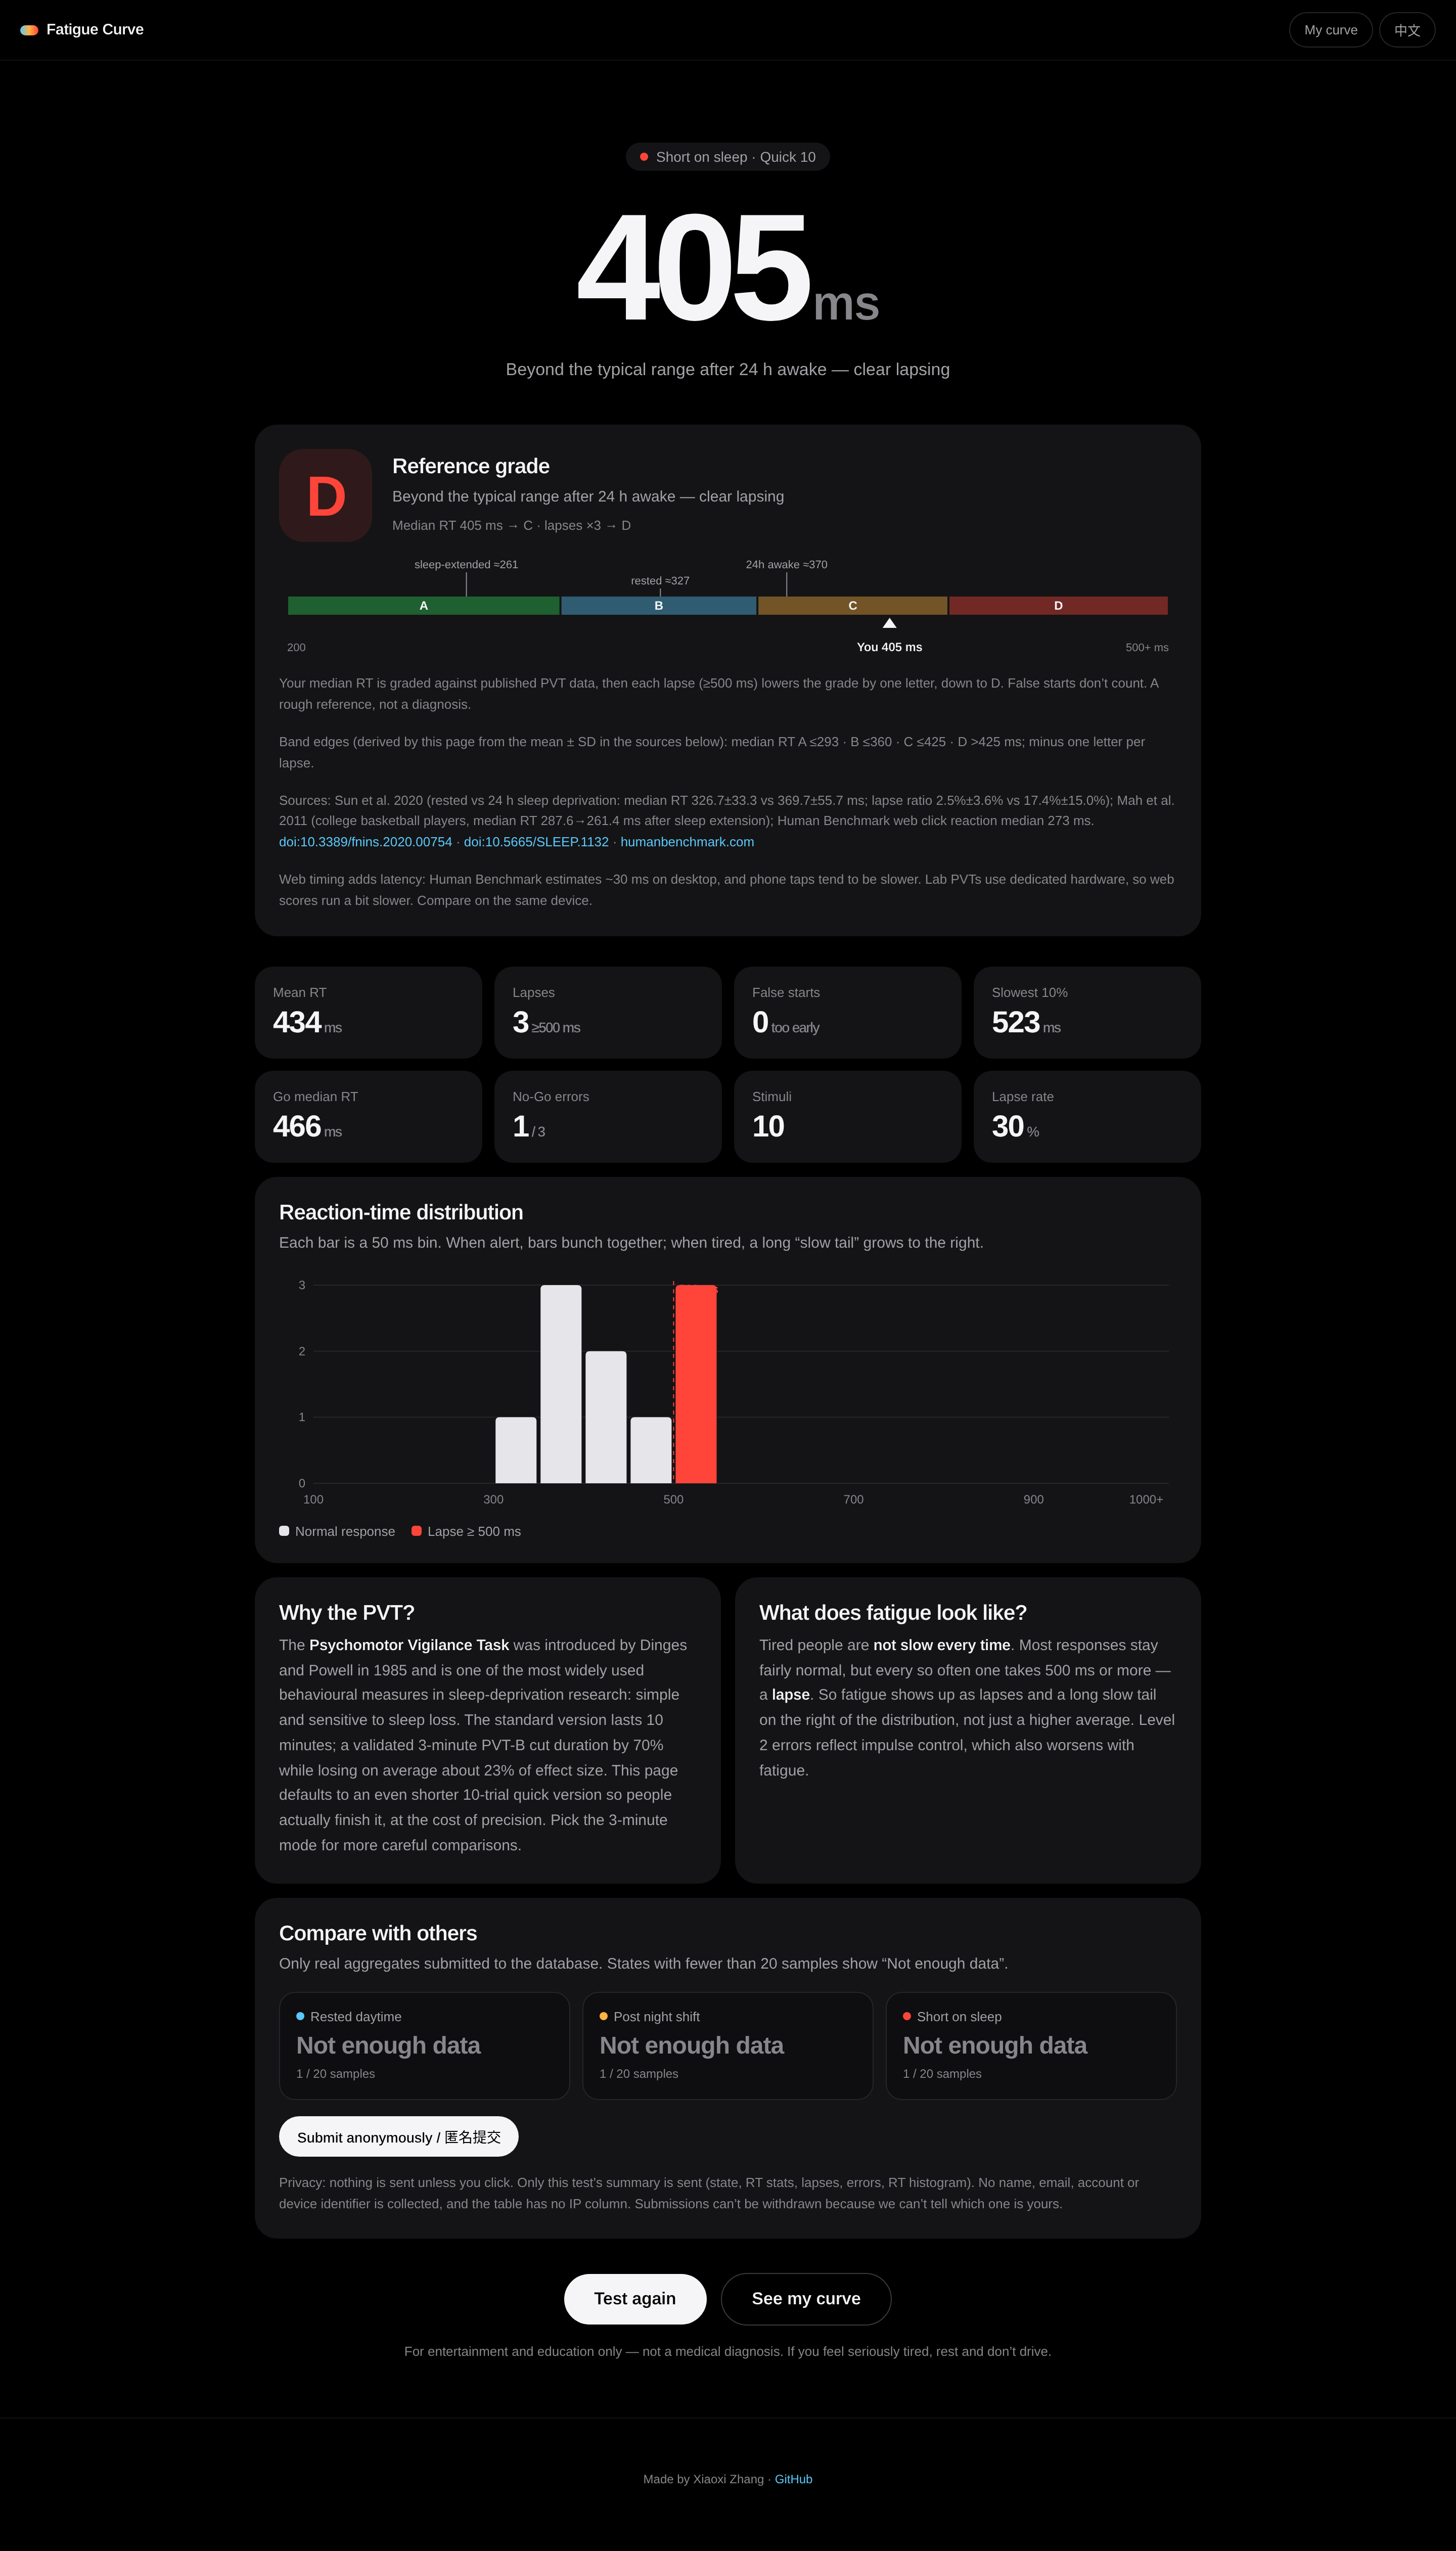 Fatigue Curve
My curve
中文
Short on sleep · Quick 10
405 ms
Beyond the typical range after 24 h awake — clear lapsing
D
Reference grade
Beyond the typical range after 24 h awake — clear lapsing
Median RT 405 ms → C · lapses ×3 → D
sleep-extended ≈261
24h awake ≈370
rested ≈327
A
B
C
D
200
You 405 ms
500+ ms
Your median RT is graded against published PVT data, then each lapse (≥500 ms) lowers the grade by one letter, down to D. False starts don’t count. A
rough reference, not a diagnosis.
Band edges (derived by this page from the mean ± SD in the sources below): median RT A ≤293 · B ≤360 · C ≤425 · D >425 ms; minus one letter per
lapse.
Sources: Sun et al. 2020 (rested vs 24 h sleep deprivation: median RT 326.7±33.3 vs 369.7±55.7 ms; lapse ratio 2.5%±3.6% vs 17.4%±15.0%); Mah et al.
2011 (college basketball players, median RT 287.6→261.4 ms after sleep extension); Human Benchmark web click reaction median 273 ms.
doi:10.3389/fnins.2020.00754 · doi:10.5665/SLEEP.1132 · humanbenchmark.com
Web timing adds latency: Human Benchmark estimates ~30 ms on desktop, and phone taps tend to be slower. Lab PVTs use dedicated hardware, so web
scores run a bit slower. Compare on the same device.
Mean RT
434 ms
Lapses
3 ≥500 ms
False starts
0 too early
Slowest 10%
523 ms
Go median RT
466 ms
No-Go errors
1 / 3
Stimuli
10
Lapse rate
30 %
Reaction-time distribution
Each bar is a 50 ms bin. When alert, bars bunch together; when tired, a long “slow tail” grows to the right.
3
2
1
0
100
300
500
700
900
1000+
Normal response
Lapse ≥ 500 ms
Why the PVT?
The Psychomotor Vigilance Task was introduced by Dinges
and Powell in 1985 and is one of the most widely used
behavioural measures in sleep-deprivation research: simple
and sensitive to sleep loss. The standard version lasts 10
minutes; a validated 3-minute PVT-B cut duration by 70%
while losing on average about 23% of effect size. This page
defaults to an even shorter 10-trial quick version so people
actually finish it, at the cost of precision. Pick the 3-minute
mode for more careful comparisons.
What does fatigue look like?
Tired people are not slow every time. Most responses stay
fairly normal, but every so often one takes 500 ms or more —
a lapse. So fatigue shows up as lapses and a long slow tail
on the right of the distribution, not just a higher average. Level
2 errors reflect impulse control, which also worsens with
fatigue.
Compare with others
Only real aggregates submitted to the database. States with fewer than 20 samples show “Not enough data”.
Rested daytime
Not enough data
1 / 20 samples
Post night shift
Not enough data
1 / 20 samples
Short on sleep
Not enough data
1 / 20 samples
Submit anonymously / 匿名提交
Privacy: nothing is sent unless you click. Only this test’s summary is sent (state, RT stats, lapses, errors, RT histogram). No name, email, account or
device identifier is collected, and the table has no IP column. Submissions can’t be withdrawn because we can’t tell which one is yours.
Test again
See my curve
For entertainment and education only — not a medical diagnosis. If you feel seriously tired, rest and don’t drive.
Made by Xiaoxi Zhang · GitHub